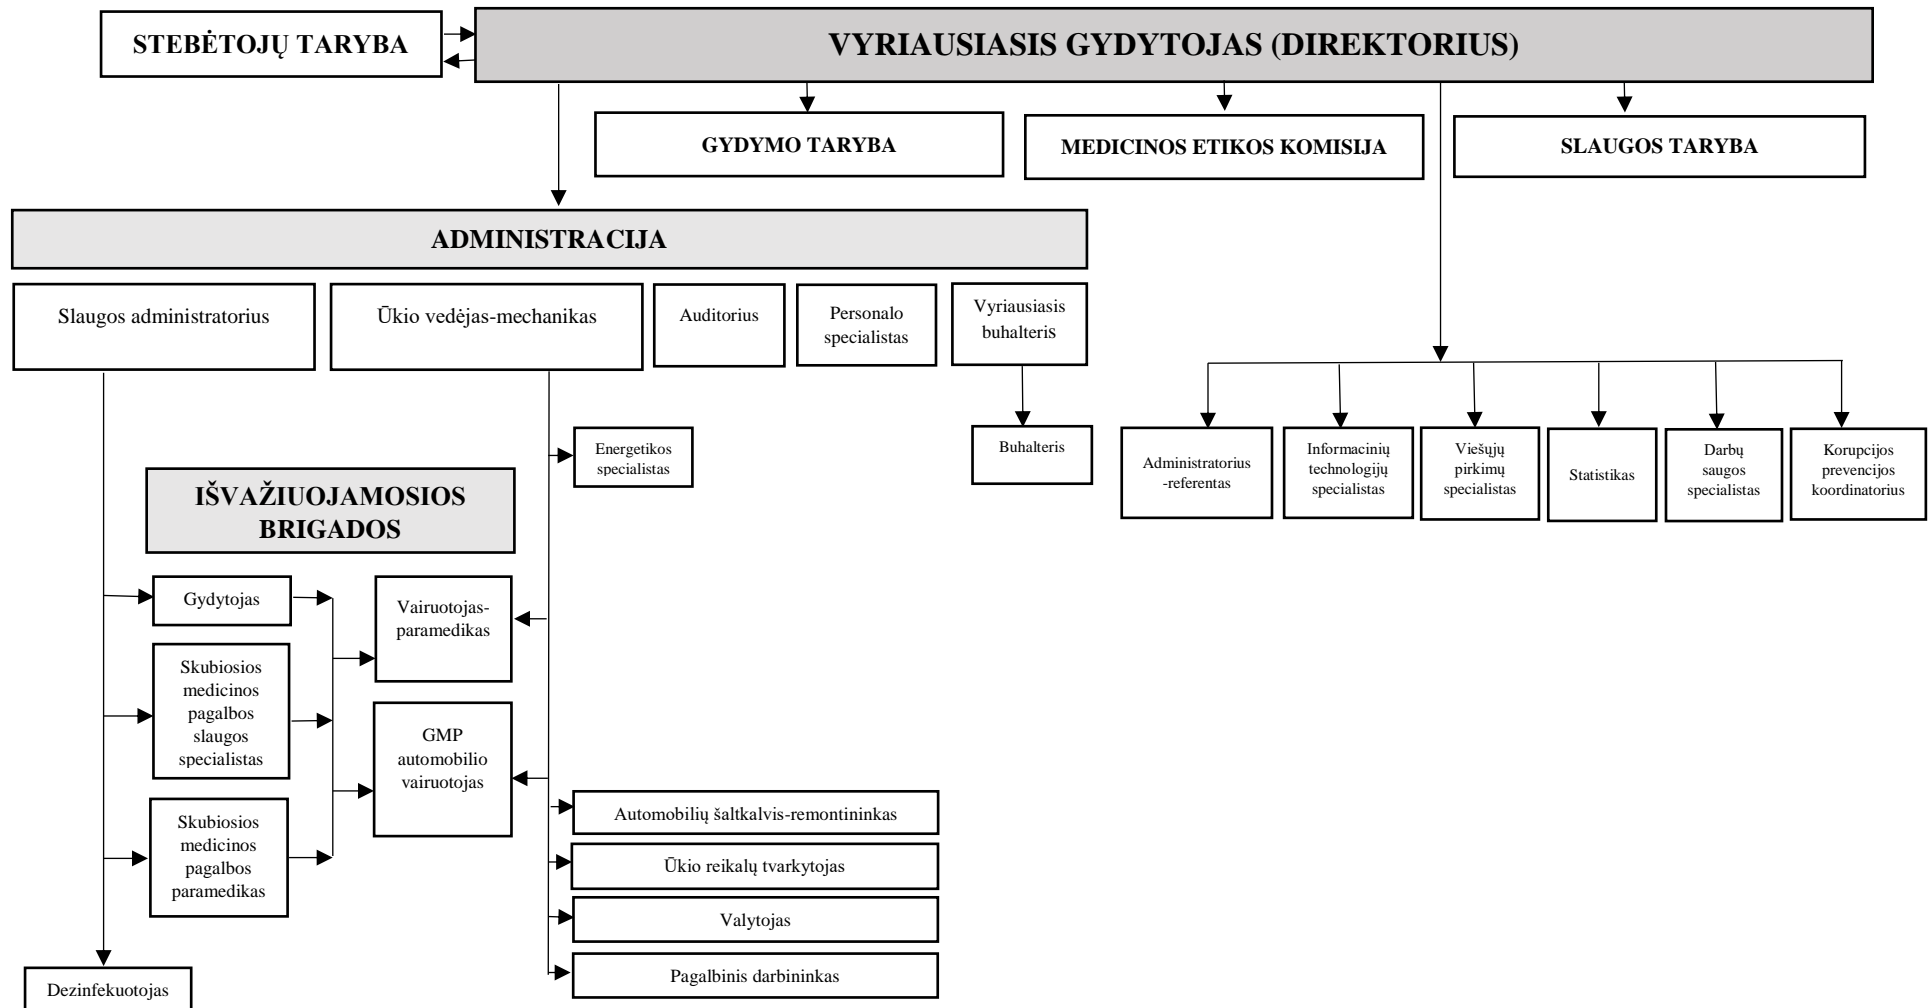 STEBĖTOJŲ TARYBA
VYRIAUSIASIS GYDYTOJAS (DIREKTORIUS)
GYDYMO TARYBA
MEDICINOS ETIKOS KOMISIJA
SLAUGOS TARYBA
ADMINISTRACIJA
Slaugos administratorius
Ūkio vedėjas-mechanikas
Auditorius
Personalo
specialistas
Vyriausiasis
buhalteris
Energetikos
specialistas
Buhalteris
Administratorius
-referentas
Informacinių
technologijų
specialistas
Viešųjų
pirkimų
specialistas
Statistikas
Darbų
saugos
specialistas
Korupcijos
prevencijos
koordinatorius
IŠVAŽIUOJAMOSIOS
BRIGADOS
Gydytojas
Vairuotojas-
paramedikas
Skubiosios
medicinos
pagalbos
slaugos
specialistas
GMP
automobilio
vairuotojas
Skubiosios
medicinos
pagalbos
paramedikas
Automobilių šaltkalvis-remontininkas
Ūkio reikalų tvarkytojas
Valytojas
Pagalbinis darbininkas
Dezinfekuotojas